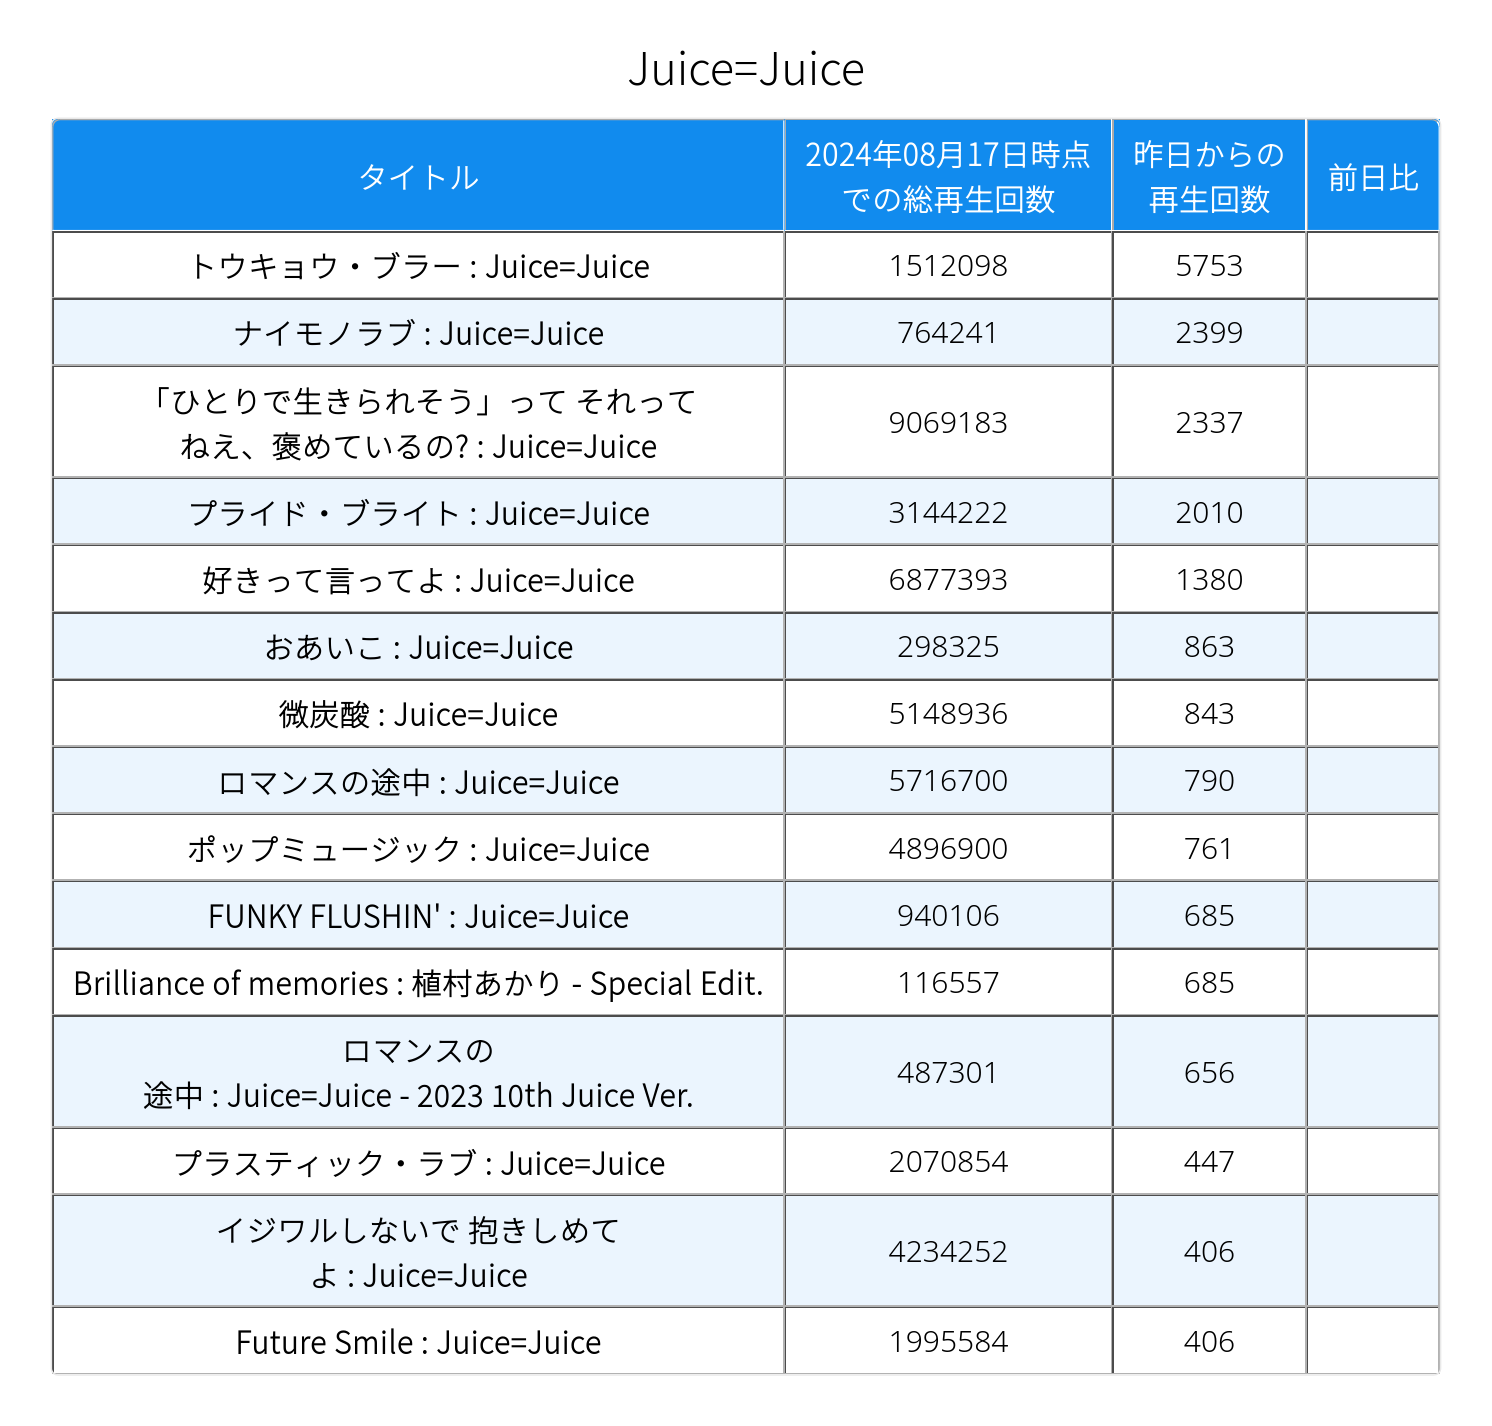 Juice=Juice
タイトル
2024年08月17日時点
での総再生回数
昨日からの
再生回数
前日比
トウキョウ・ブラー : Juice=Juice
1512098
5753
ナイモノラブ : Juice=Juice
764241
2399
「ひとりで生きられそう」って それって
ねえ、褒めているの? : Juice=Juice
9069183
2337
プライド・ブライト : Juice=Juice
3144222
2010
好きって言ってよ : Juice=Juice
6877393
1380
おあいこ : Juice=Juice
298325
863
微炭酸 : Juice=Juice
5148936
843
ロマンスの途中 : Juice=Juice
5716700
790
ポップミュージック : Juice=Juice
4896900
761
FUNKY FLUSHIN' : Juice=Juice
940106
685
Brilliance of memories : 植村あかり - Special Edit.
116557
685
ロマンスの
途中 : Juice=Juice - 2023 10th Juice Ver.
487301
656
プラスティック・ラブ : Juice=Juice
2070854
447
イジワルしないで 抱きしめて
よ : Juice=Juice
4234252
406
Future Smile : Juice=Juice
1995584
406